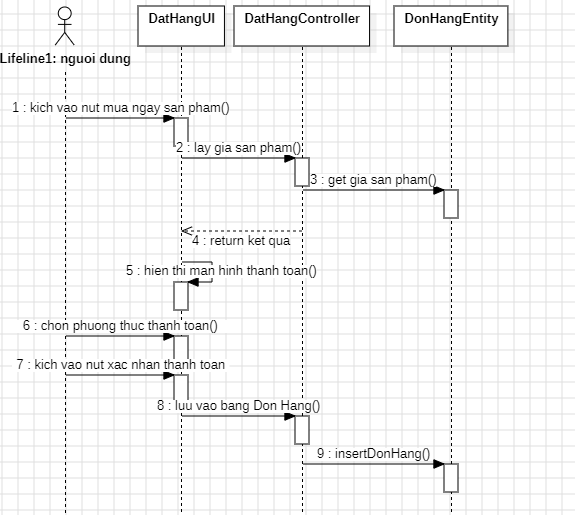 DatHangUI
DatHangController
DonHangEntity
Lifeline1: nguoi dung
1 : kich vao nut mua ngay san pham()
2 : lay gia san pham()
3 : get gia san pham()
4 : return ket qua
5 : hien thi man hinh thanh toan()
6 : chon phuong thuc thanh toan()
7 : kich vao nut xac nhan thanh toan
8 : luu vao bang Don Hang()
9 : insertDonHang()